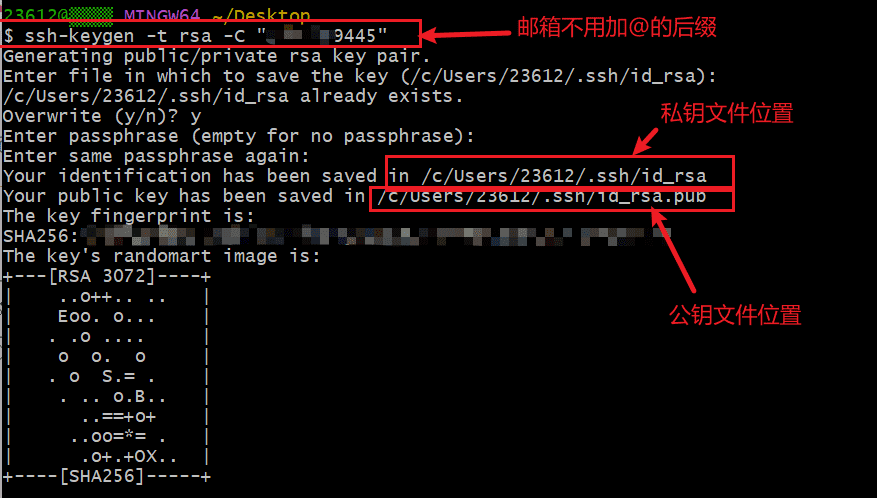 23612@ MINGW64 ~/Desktop
$ ssh-keygen -t rsa -C " 9445"
邮箱不用加@的后缀
Generating public/private rsa key pair.
Enter file in which to save the key (/c/Users/23612/.ssh/id_rsa):
/c/Users/23612/.ssh/id_rsa already exists.
Overwrite (y/n)? y
私钥文件位置
Enter passphrase (empty for no passphrase):
Enter same passphrase again:
Your identification has been saved in /c/Users/23612/.ssh/id_rsa
Your public key has been saved in /c/Users/23612/.ssh/id_rsa.pub
The key fingerprint is:
SHA256:
The key's randomart image is:
+---[RSA 3072]----+
|    ..o++.. ..   |
|    Eoo. o...    |
公钥文件位置
|   . .o ....     |
|    o  o.  o     |
|   . o  S.= .    |
|    . .. o.B..   |
|      ..==+o+    |
|     ..oo=*= .   |
|      .o+.+OX..  |
+----[SHA256]-----+